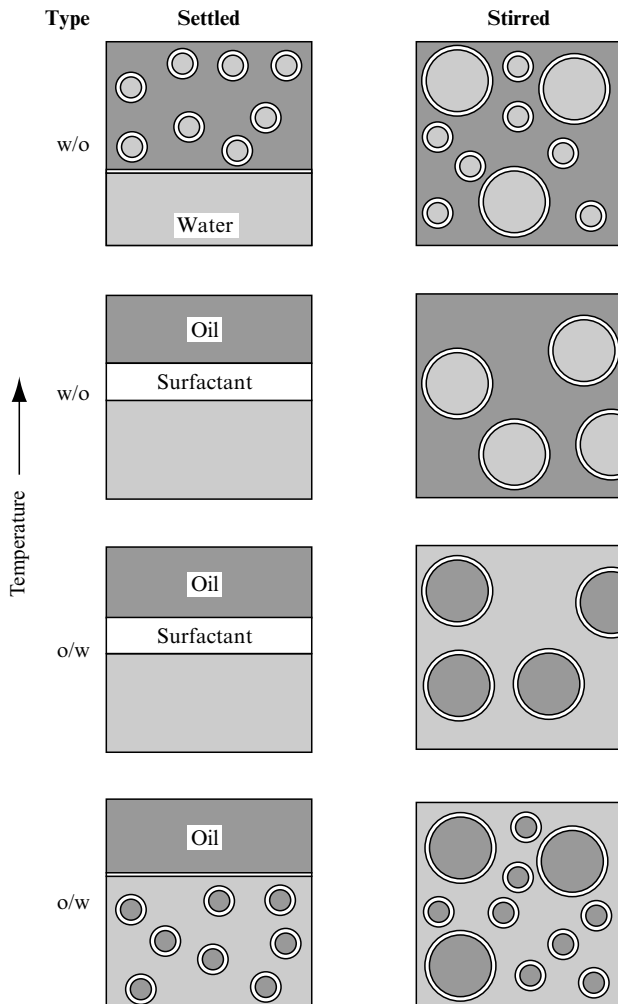 Type Settled Stirred
w/o
Water
Oil
w/o Surfactant
Temperature
Oil
o/w Surfactant
Oil
o/w